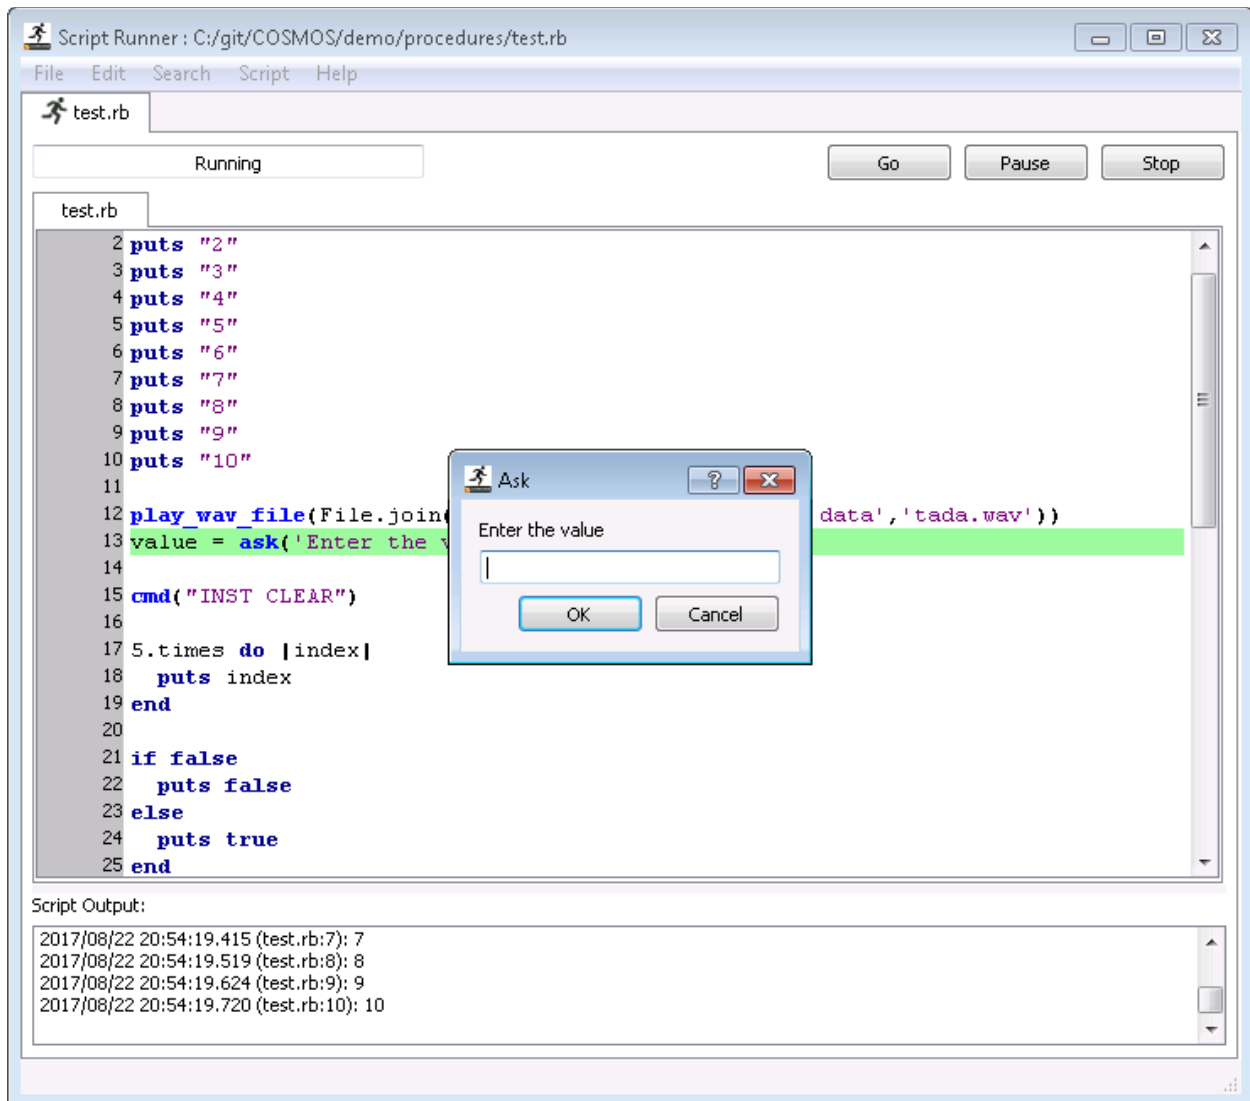 Script Runner : C:/git/COSMOS/demo/procedures/test.rb
File Edit Search Script Help
test.rb
Running Go Pause Stop
test.rb
2 puts "2"
3 puts "3"
4 puts "4"
5 puts "5"
6 puts "6"
7 puts "7"
8 puts "8"
9 puts "9"
10 puts "10"
11
12 play_wav_file(File.join( data','tada.wav'))
13 value = ask('Enter the
14
15 cmd("INST CLEAR")
16
17 5.times do |index|
18 puts index
19 end
20
21 if false
22 puts false
23 else
24 puts true
25 end
Ask
Enter the value
OK Cancel
Script Output:
2017/08/22 20:54:19.415 (test.rb:7): 7
2017/08/22 20:54:19.519 (test.rb:8): 8
2017/08/22 20:54:19.624 (test.rb:9): 9
2017/08/22 20:54:19.720 (test.rb:10): 10